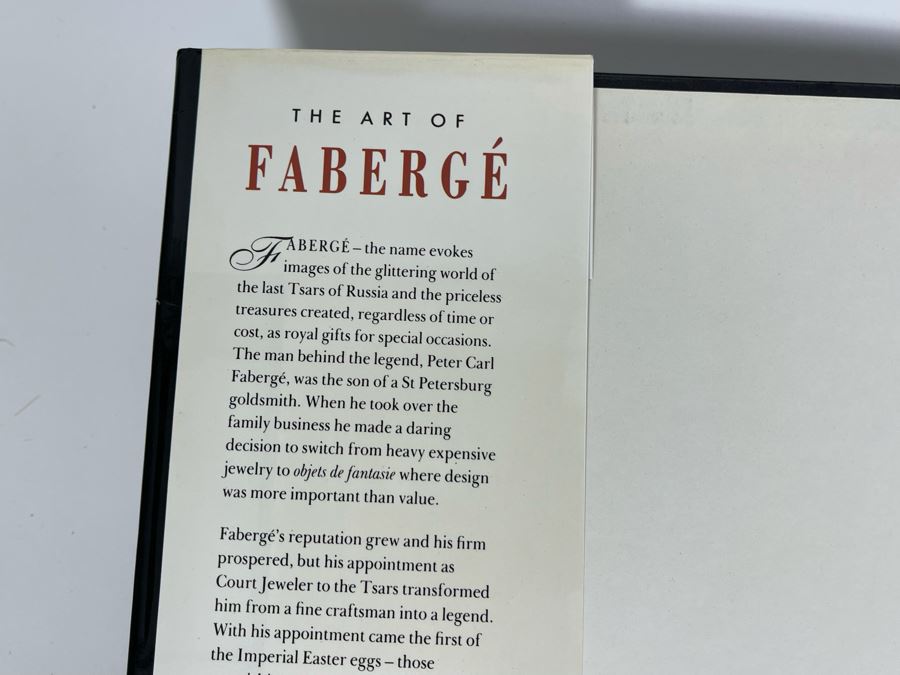 THE ART OF
FABERGÉ
FABERGÉ – the name evokes
images of the glittering world of
the last Tsars of Russia and the priceless
treasures created, regardless of time or
cost, as royal gifts for special occasions.
The man behind the legend, Peter Carl
Fabergé, was the son of a St Petersburg
goldsmith. When he took over the
family business he made a daring
decision to switch from heavy expensive
jewelry to objets de fantasie where design
was more important than value.
Fabergé's reputation grew and his firm
prospered, but his appointment as
Court Jeweler to the Tsars transformed
him from a fine craftsman into a legend.
With his appointment came the first of
the Imperial Easter eggs – those